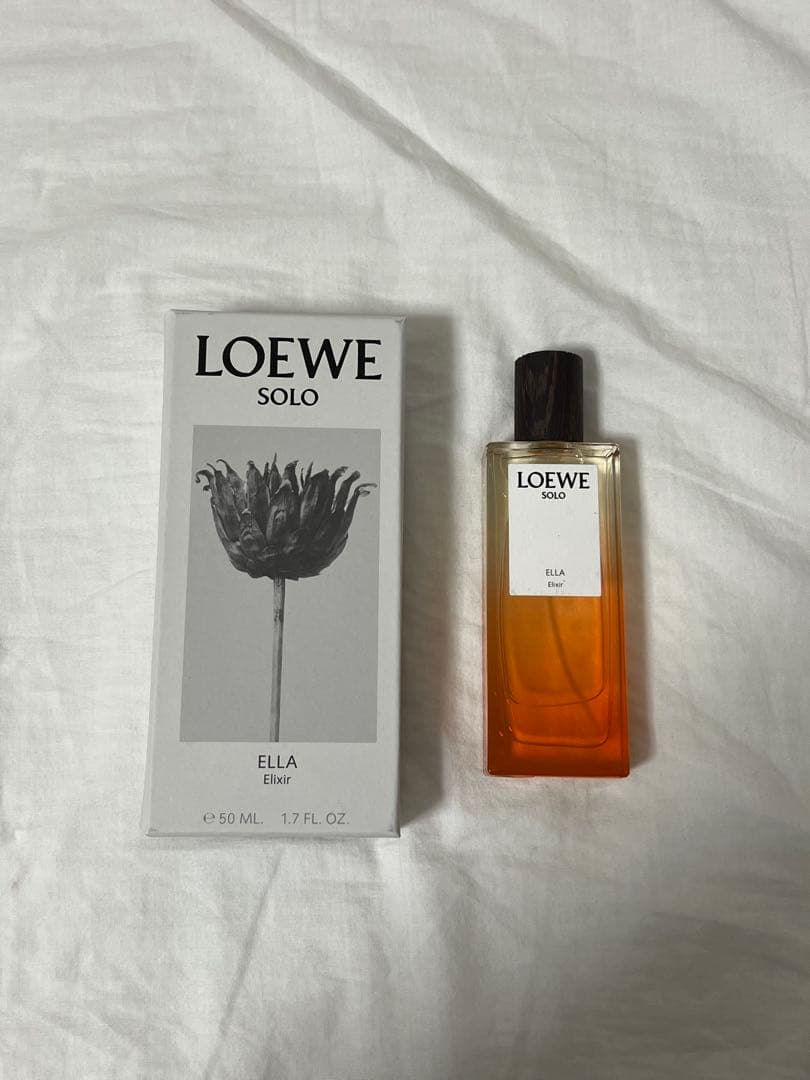 LOEWE
SOLO
ELLA
Elixir
℮ 50 ML. 1.7 FL. OZ.
LOEWE
SOLO
ELLA
Elixir